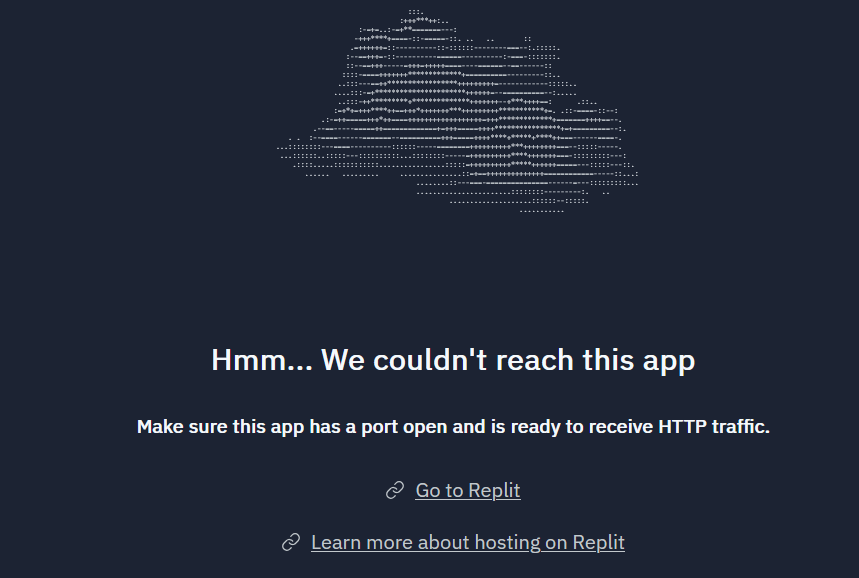 Hmm... We couldn't reach this app
Make sure this app has a port open and is ready to receive HTTP traffic.
Go to Replit
Learn more about hosting on Replit